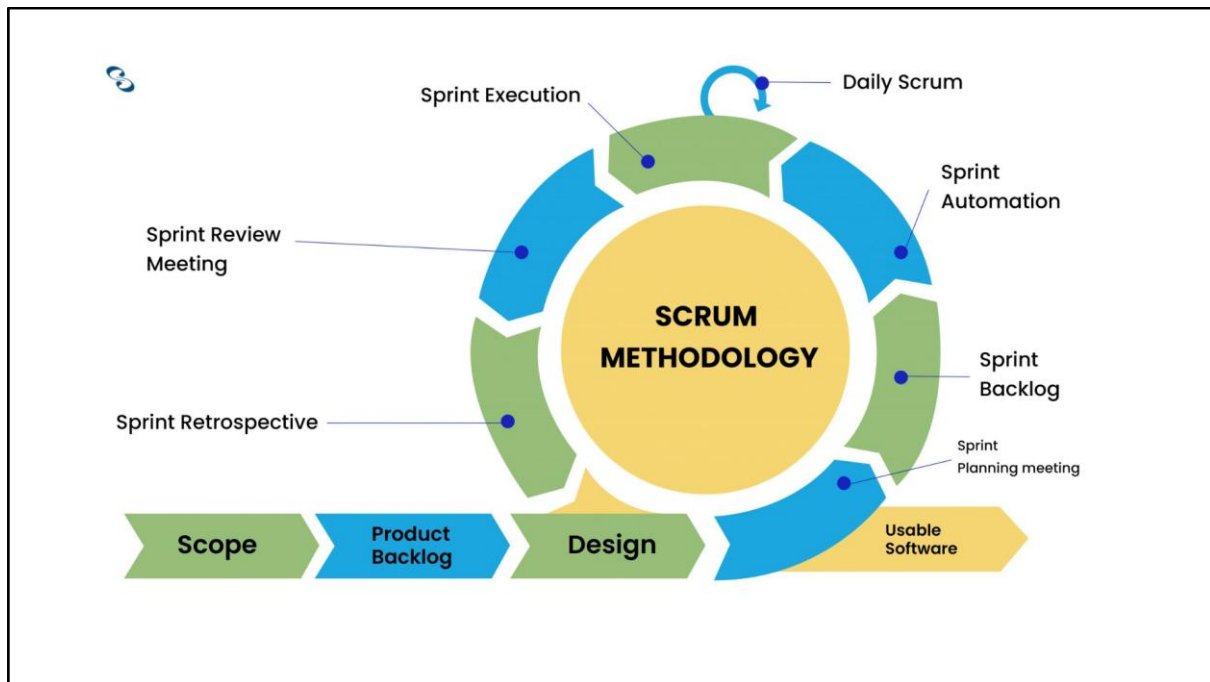 Sprint Execution
Daily Scrum
Sprint
Automation
Sprint Review
Meeting
SCRUM
METHODOLOGY
Sprint
Backlog
Sprint Retrospective
Sprint
Planning meeting
Scope
Product
Backlog
Design
Usable
Software